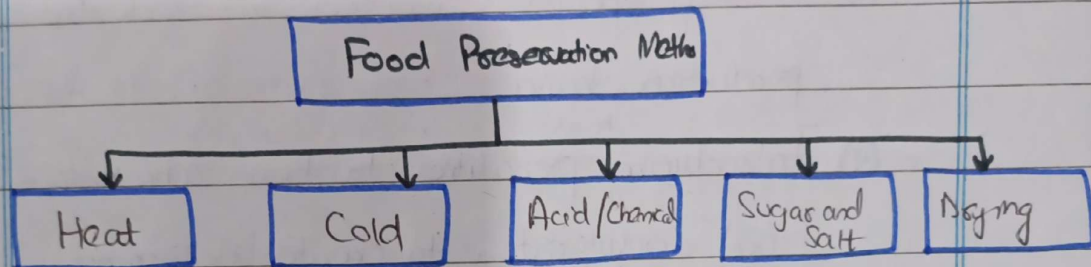 Food Preservation Metho
Heat
Cold
Acid/Chemical
Sugar and
Salt
Drying